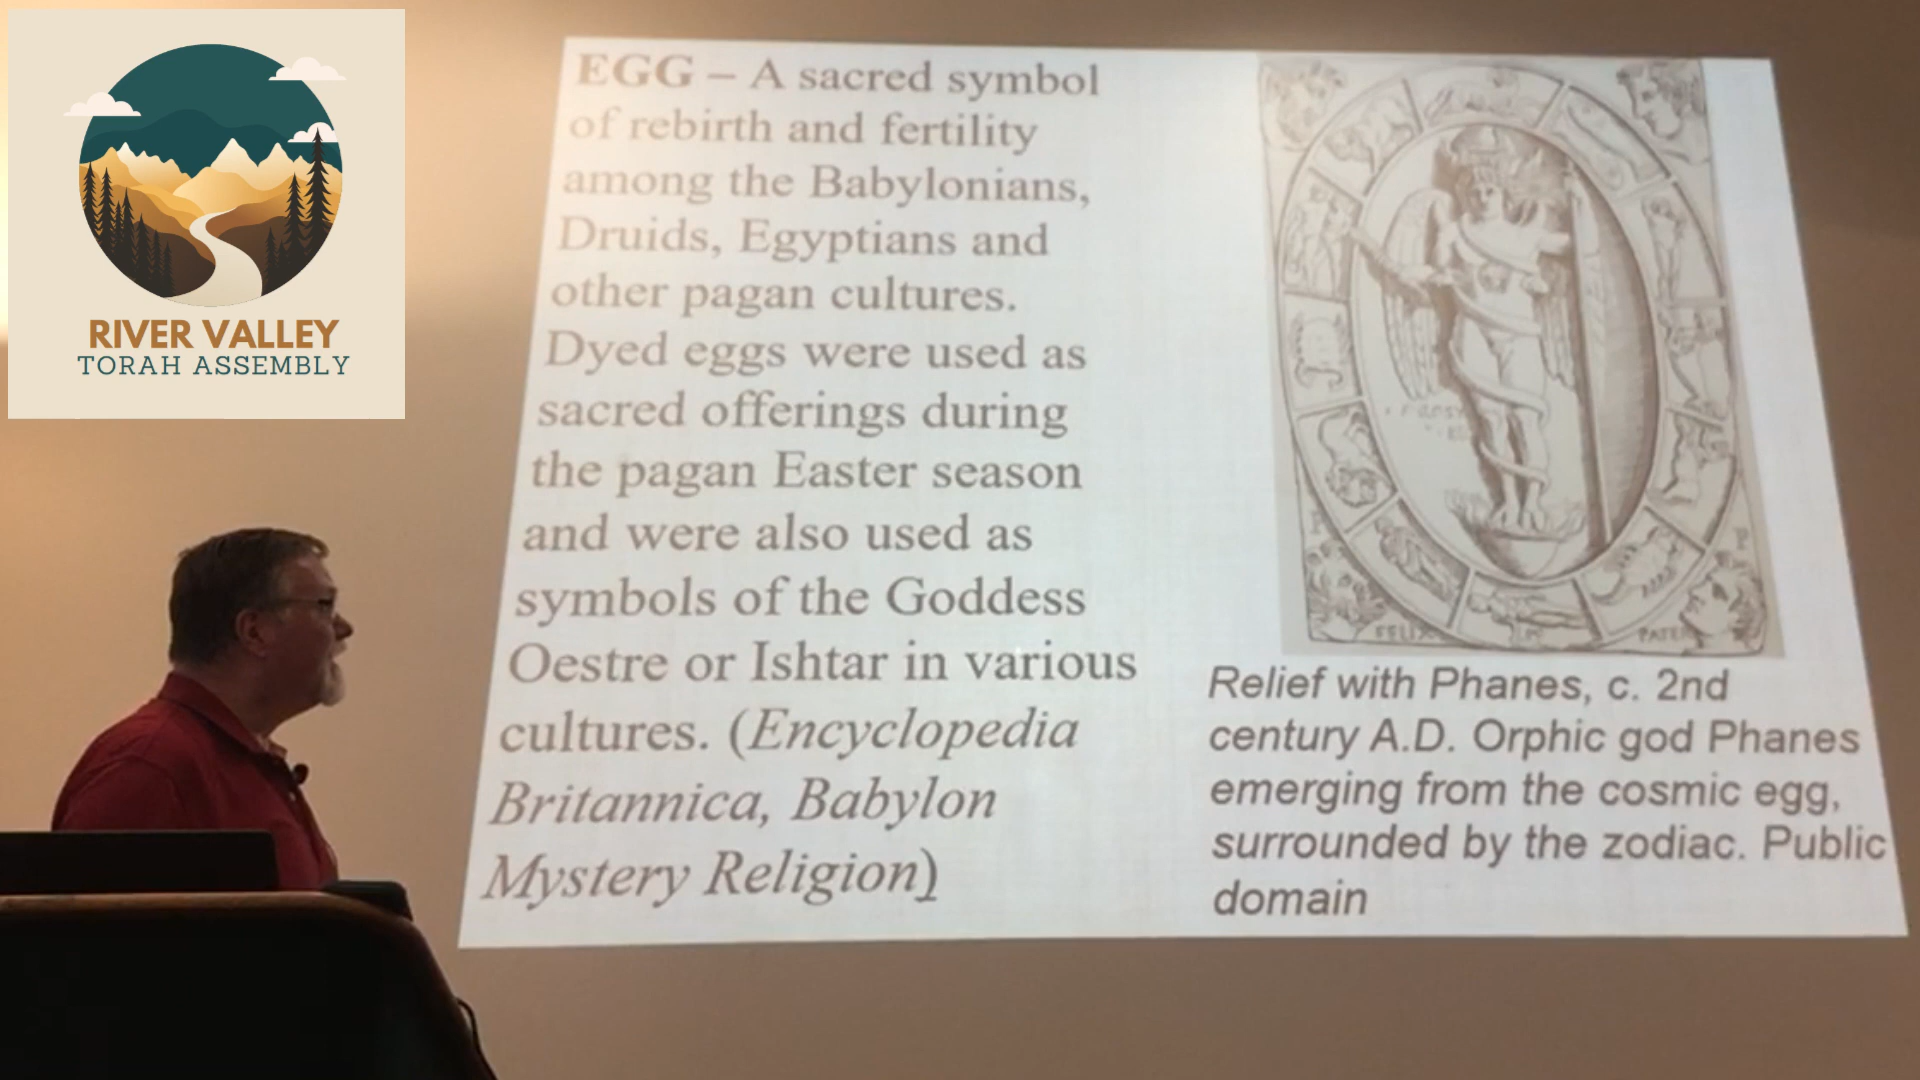 RIVER VALLEY
TORAH ASSEMBLY
EGG – A sacred symbol
of rebirth and fertility
among the Babylonians,
Druids, Egyptians and
other pagan cultures.
Dyed eggs were used as
sacred offerings during
the pagan Easter season
and were also used as
symbols of the Goddess
Oestre or Ishtar in various
cultures. (Encyclopedia
Britannica, Babylon
Mystery Religion)
FELIX
PATER
Relief with Phanes, c. 2nd
century A.D. Orphic god Phanes
emerging from the cosmic egg,
surrounded by the zodiac. Public
domain